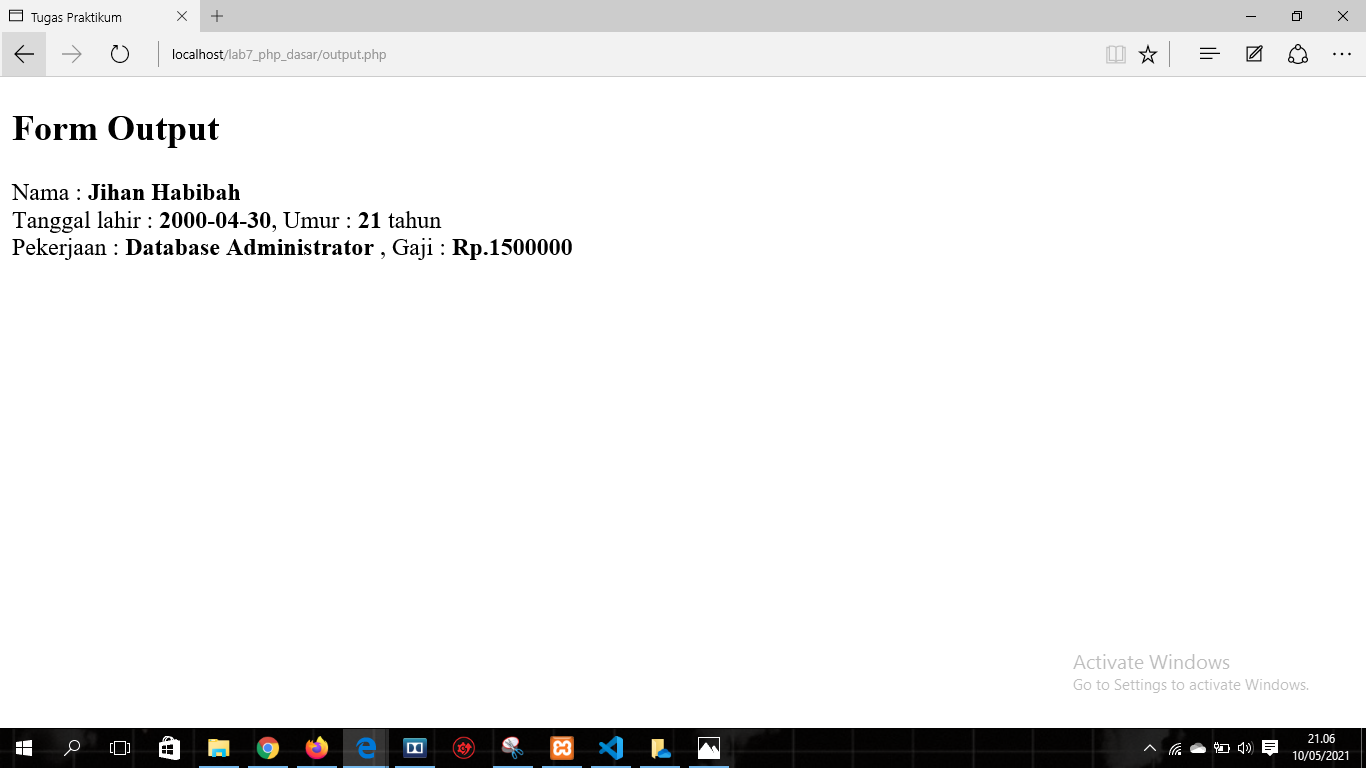 Tugas Praktikum
localhost/lab7_php_dasar/output.php
Form Output
Nama : Jihan Habibah
Tanggal lahir : 2000-04-30, Umur : 21 tahun
Pekerjaan : Database Administrator , Gaji : Rp.1500000
Activate Windows
Go to Settings to activate Windows.
21.06
10/05/2021